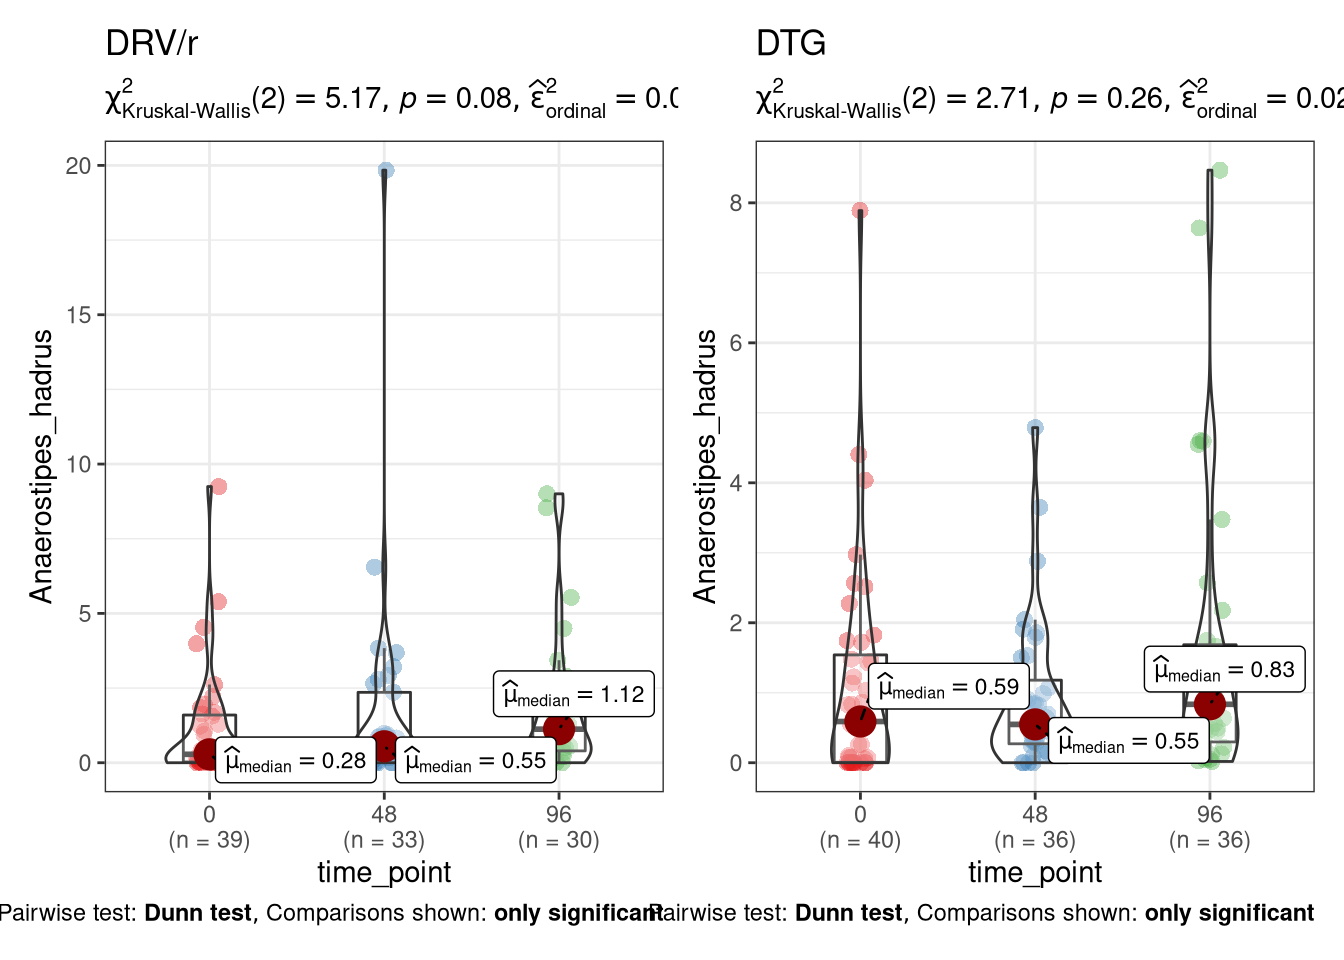 DRV/r
χ²Kruskal-Wallis(2) = 5.17, p = 0.08, ε̂²ordinal = 0.0
Anaerostipes_hadrus
20
15
10
5
0
μ̂median = 0.28
μ̂median = 0.55
μ̂median = 1.12
0
(n = 39)
48
(n = 33)
96
(n = 30)
time_point
Pairwise test: Dunn test, Comparisons shown: only significant
DTG
χ²Kruskal-Wallis(2) = 2.71, p = 0.26, ε̂²ordinal = 0.02
Anaerostipes_hadrus
8
6
4
2
0
μ̂median = 0.59
μ̂median = 0.55
μ̂median = 0.83
0
(n = 40)
48
(n = 36)
96
(n = 36)
time_point
Pairwise test: Dunn test, Comparisons shown: only significant